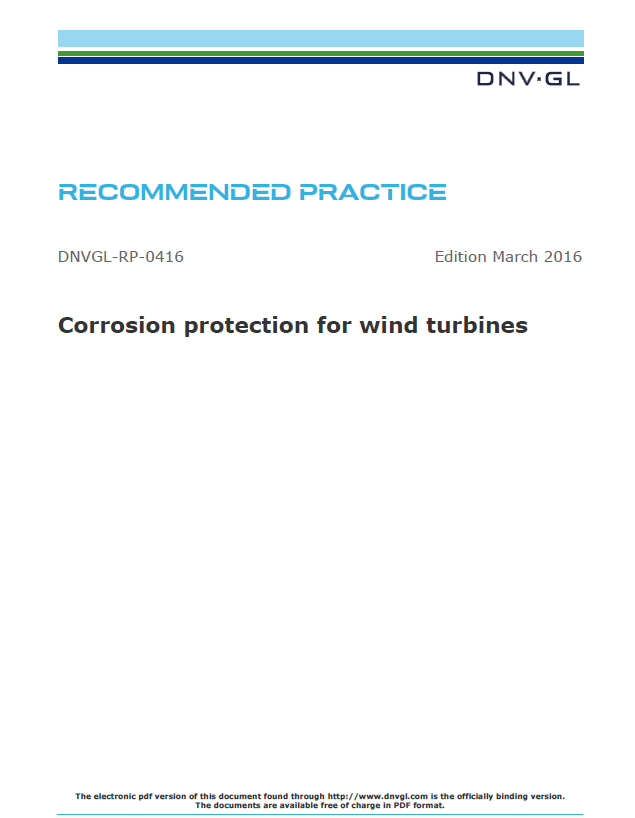 DNV·GL
RECOMMENDED PRACTICE
DNVGL-RP-0416 Edition March 2016
Corrosion protection for wind turbines
The electronic pdf version of this document found through http://www.dnvgl.com is the officially binding version.
The documents are available free of charge in PDF format.